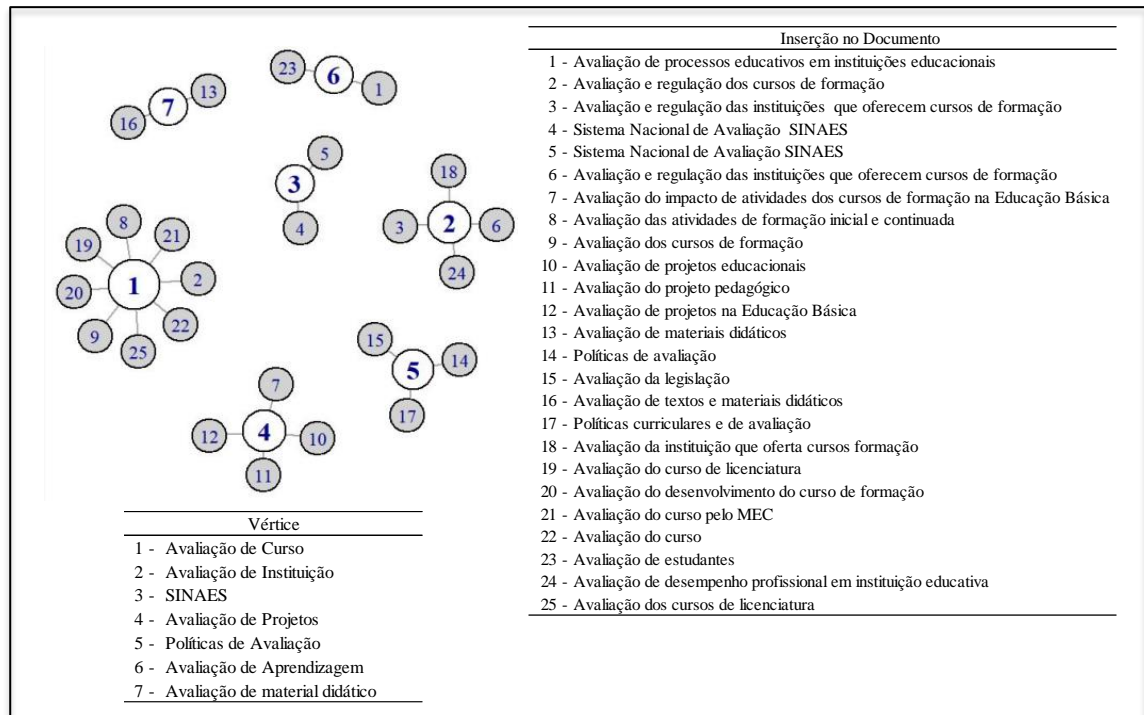 23
6
1
13
7
16
5
3
4
18
3
2
6
24
8
21
19
1
2
20
22
9
25
15
14
5
17
7
12
4
10
11
Vértice
1 - Avaliação de Curso
2 - Avaliação de Instituição
3 - SINAES
4 - Avaliação de Projetos
5 - Políticas de Avaliação
6 - Avaliação de Aprendizagem
7 - Avaliação de material didático
Inserção no Documento
1 - Avaliação de processos educativos em instituições educacionais
2 - Avaliação e regulação dos cursos de formação
3 - Avaliação e regulação das instituições que oferecem cursos de formação
4 - Sistema Nacional de Avaliação SINAES
5 - Sistema Nacional de Avaliação SINAES
6 - Avaliação e regulação das instituições que oferecem cursos de formação
7 - Avaliação do impacto de atividades dos cursos de formação na Educação Básica
8 - Avaliação das atividades de formação inicial e continuada
9 - Avaliação dos cursos de formação
10 - Avaliação de projetos educacionais
11 - Avaliação do projeto pedagógico
12 - Avaliação de projetos na Educação Básica
13 - Avaliação de materiais didáticos
14 - Políticas de avaliação
15 - Avaliação da legislação
16 - Avaliação de textos e materiais didáticos
17 - Políticas curriculares e de avaliação
18 - Avaliação da instituição que oferta cursos formação
19 - Avaliação do curso de licenciatura
20 - Avaliação do desenvolvimento do curso de formação
21 - Avaliação do curso pelo MEC
22 - Avaliação do curso
23 - Avaliação de estudantes
24 - Avaliação de desempenho profissional em instituição educativa
25 - Avaliação dos cursos de licenciatura